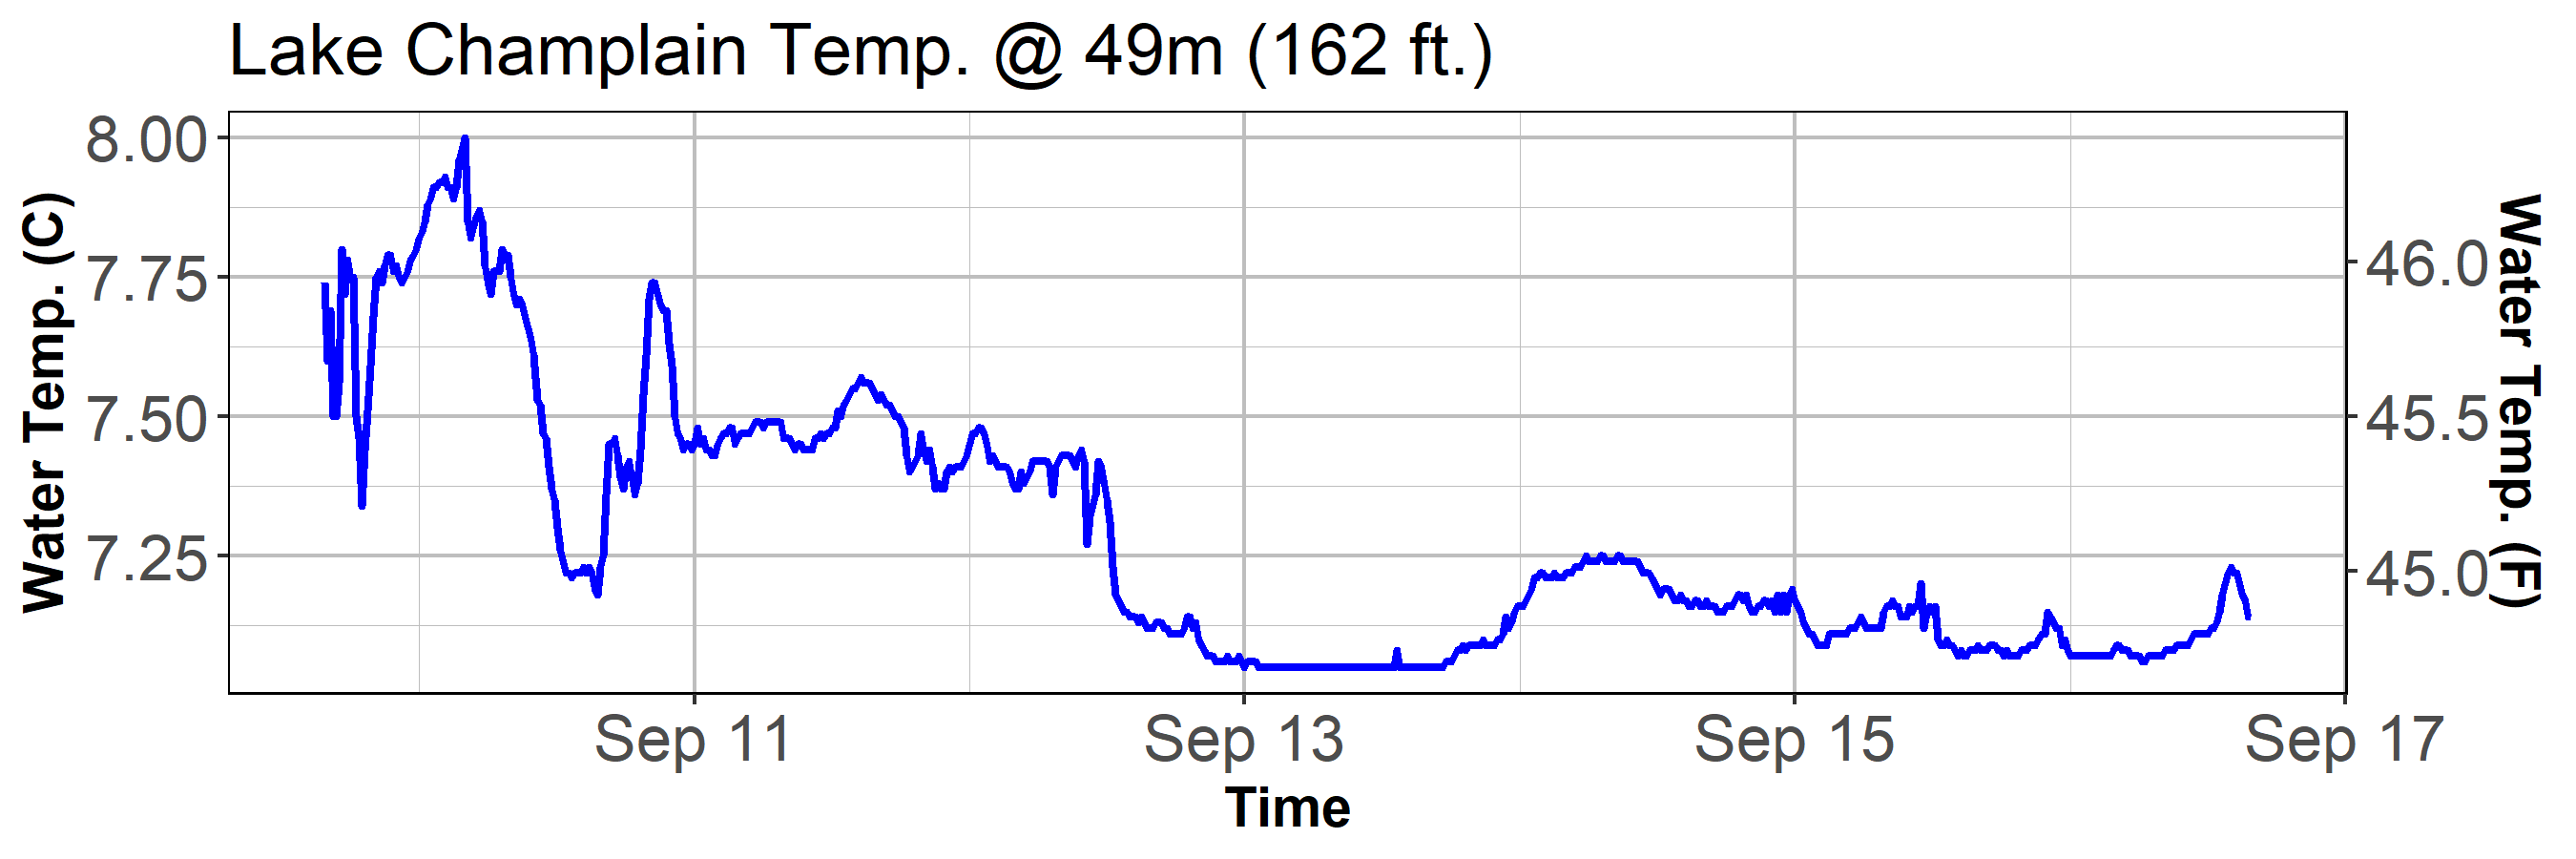 Lake Champlain Temp. @ 49m (162 ft.)
Water Temp. (C)
8.00
7.75
7.50
7.25
46.0
45.5
45.0
Water Temp. (F)
Sep 11
Sep 13
Sep 15
Sep 17
Time